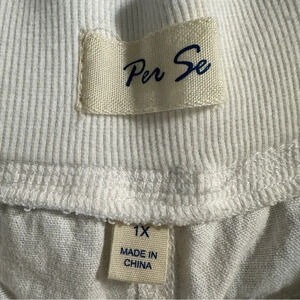 Per Se
1X
MADE IN
CHINA